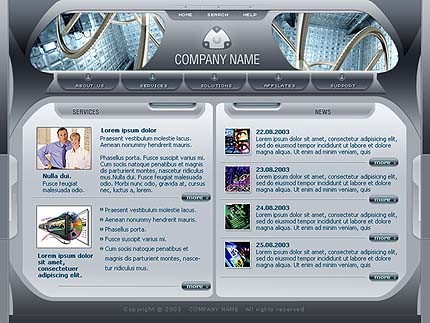 HOME SEARCH HELP
COMPANY NAME
ABOUT US SERVICES SOLUTIONS AFFILATES SUPPORT
SERVICES
Lorem ipsum dolor
Praesent vestibulum molestie lacus.
Aenean nonummy hendrerit mauris.
Phasellus porta. Fusce suscipit varius mi.
Cum sociis natoque penatibus et magnis
dis parturient montes, nascetur ridiculus
mus.Nulla dui. Fusce feugiat malesuada
odio. Morbi nunc odio, gravida at, cursus
nec, luctus a, lorem.
Nulla dui.
Fusce feugiat
malesuada odio.
more
Praesent vestibulum molestie lacus.
Aenean nonummy hendrerit mauris.
Phasellus porta.
Fusce suscipit varius mi.
Cum sociis natoque penatibus et
magnis dis parturient montes, nasce-
tur ridiculus mus.
Lorem ipsum dolor
sit amet,
consectetuer
adipiscing elit.
more
NEWS
22.08.2003
Lorem ipsum dolor sit amet, consectetur adipisicing elit,
sed do eiusmod tempor incididunt ut labore et dolore magna
aliqua. Ut enim ad minim veniam, quis
more
23.08.2003
Lorem ipsum dolor sit amet, consectetur adipisicing elit,
sed do eiusmod tempor incididunt ut labore et dolore magna
aliqua. Ut enim ad minim veniam, quis
more
24.08.2003
Lorem ipsum dolor sit amet, consectetur adipisicing elit,
sed do eiusmod tempor incididunt ut labore et dolore magna
aliqua. Ut enim ad minim veniam, quis
more
25.08.2003
Lorem ipsum dolor sit amet, consectetur adipisicing elit,
sed do eiusmod tempor incididunt ut labore et dolore magna
aliqua. Ut enim ad minim veniam, quis
more
Copyright © 2003 COMPANY NAME All rights reserved